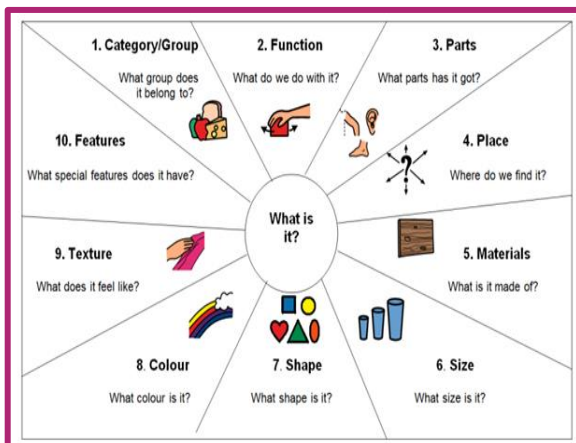 1. Category/Group
What group does
it belong to?
2. Function
What do we do with it?
3. Parts
What parts has it got?
4. Place
Where do we find it?
5. Materials
What is it made of?
6. Size
What size is it?
7. Shape
What shape is it?
8. Colour
What colour is it?
9. Texture
What does it feel like?
10. Features
What special features does it have?
What is
it?
?